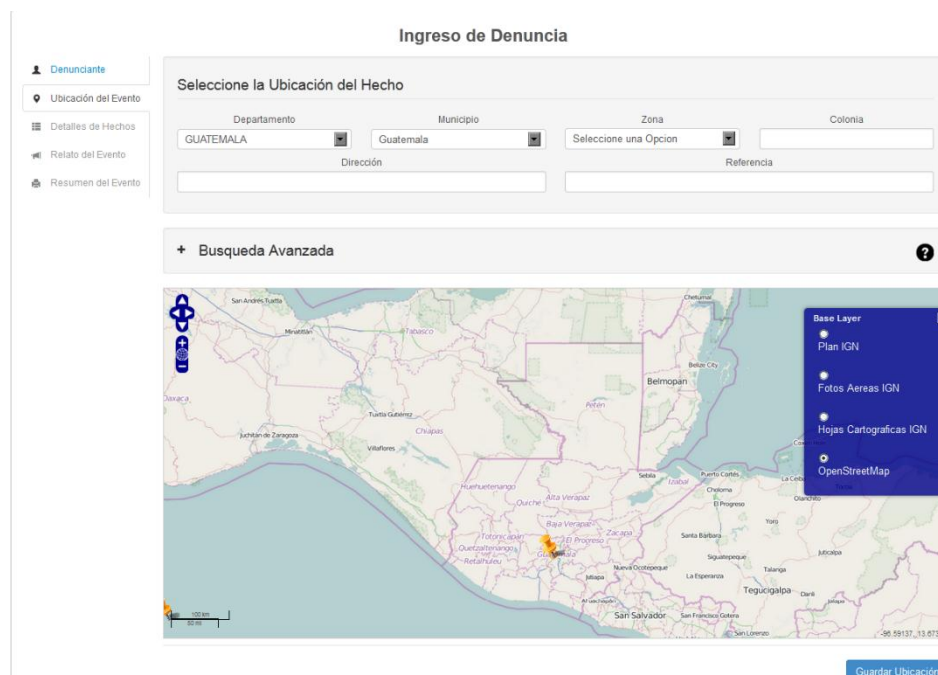 Ingreso de Denuncia
Denunciante
Ubicación del Evento
Detalles de Hechos
Relato del Evento
Resumen del Evento
Seleccione la Ubicación del Hecho
Departamento Municipio Zona Colonia
GUATEMALA Guatemala Seleccione una Opcion
Dirección Referencia
+ Busqueda Avanzada ?
San Andres Tuxtla
Chetumal
Minatitlán
Tabasco
Belize City
Belmopan
Oaxaca
Petén
Tuxtla Gutiérrez
Chiapas
Juchitán de Zaragoza
Villaflores
Base Layer
Plan IGN
Fotos Aereas IGN
Hojas Cartograficas IGN
OpenStreetMap
Huehuetenango
Alta Verapaz
Izabal
Puerto Cortés
La Ceiba
Choloma
El Progreso
Olanchito
Baja Verapaz
Yoro
Totonicapán
El Progreso
Zacapa
Santa Bárbara
Quetzaltenango
Retalhuleu
Siguatepeque
Juticalpa
Nueva Ocotepeque
Talanga
Jutiapa
La Esperanza
Tegucigalpa
Danlí
San Salvador
San Francisco Gotera
San Lorenzo
100 km
50 mi
Guardar Ubicación